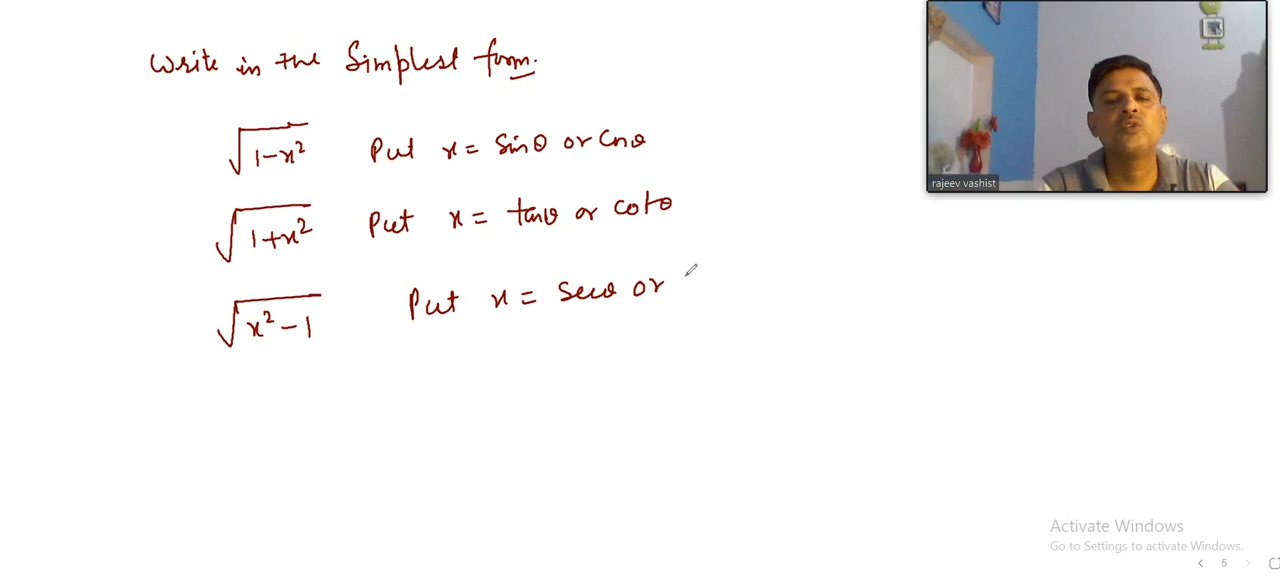 Write in the Simplest form.
√1-x² Put x = Sinθ or Cosθ
√1+x² Put x = tanθ or cotθ
√x²-1 Put x = Secθ or
rajeev vashist
Activate Windows
Go to Settings to activate Windows.
< 5 >